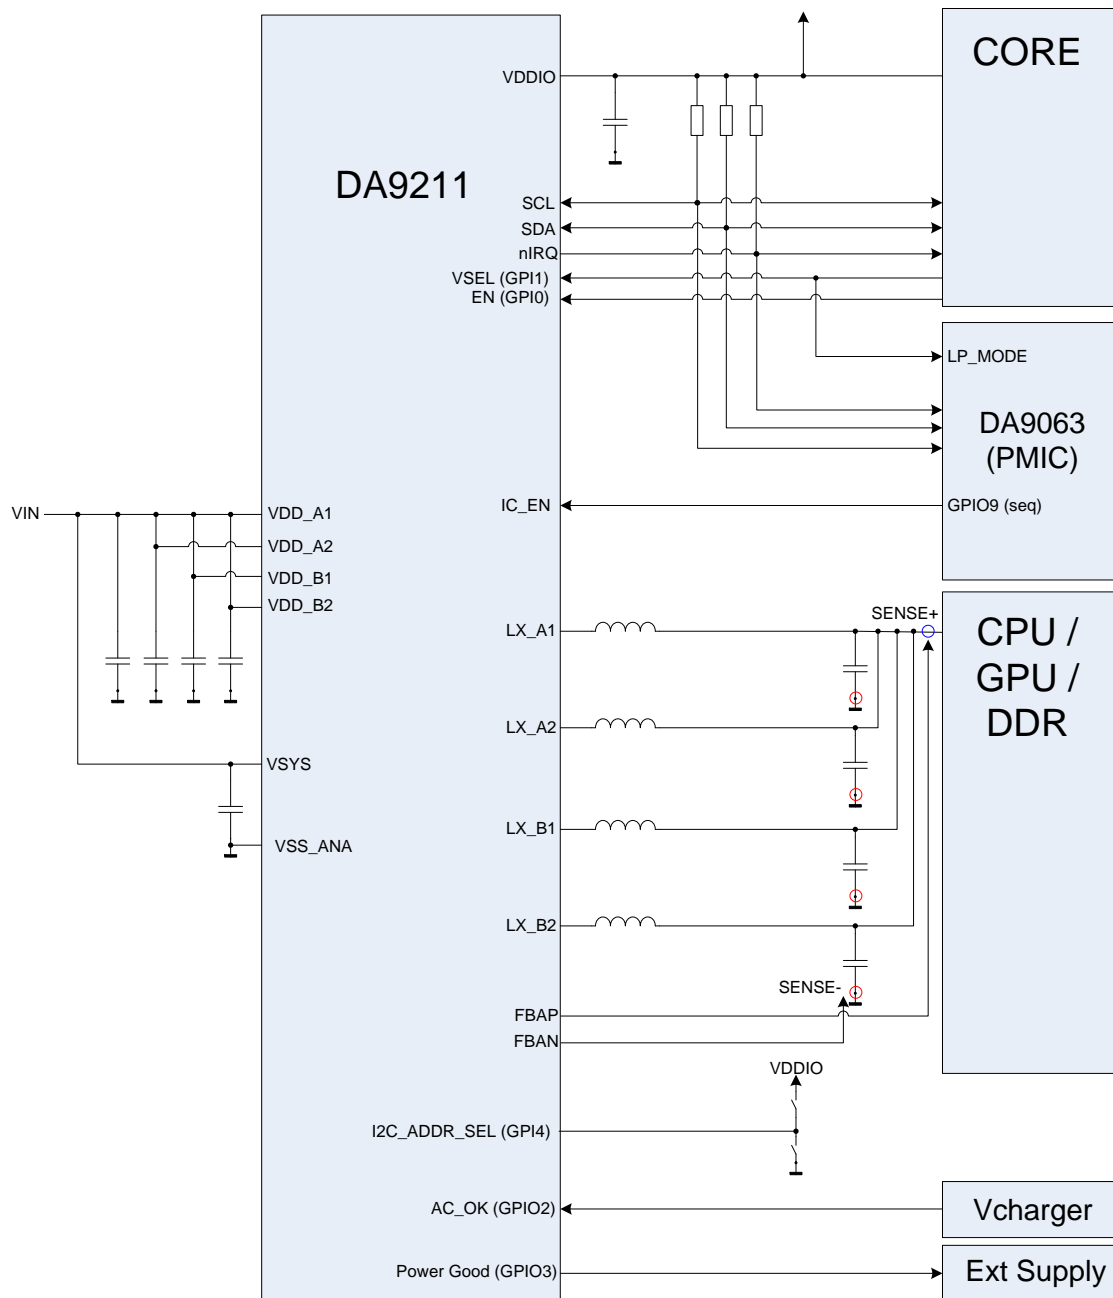 CORE
VDDIO
DA9211
SCL
SDA
nIRQ
VSEL (GPI1)
EN (GPI0)
LP_MODE
DA9063
(PMIC)
IC_EN
GPIO9 (seq)
VIN
VDD_A1
VDD_A2
VDD_B1
VDD_B2
LX_A1
SENSE+
CPU /
GPU /
DDR
LX_A2
VSYS
LX_B1
VSS_ANA
LX_B2
SENSE-
FBAP
FBAN
VDDIO
I2C_ADDR_SEL (GPI4)
AC_OK (GPIO2)
Vcharger
Power Good (GPIO3)
Ext Supply